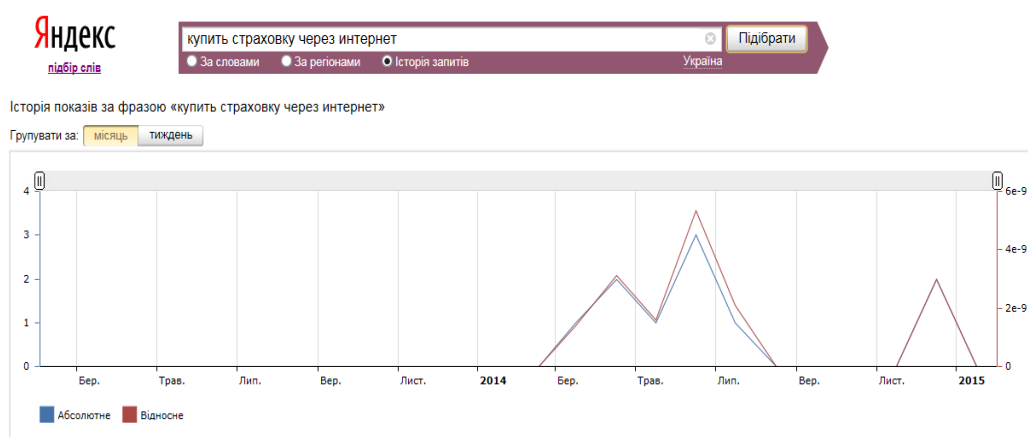 Яндекс
підбір слів
купить страховку через интернет
Підібрати
За словами За регіонами Історія запитів Україна
Історія показів за фразою «купить страховку через интернет»
Групувати за: місяць тиждень
4 6e-9
3 4e-9
2
1 2e-9
0 0
Бер. Трав. Лип. Вер. Лист. 2014 Бер. Трав. Лип. Вер. Лист. 2015
Абсолютне Відносне